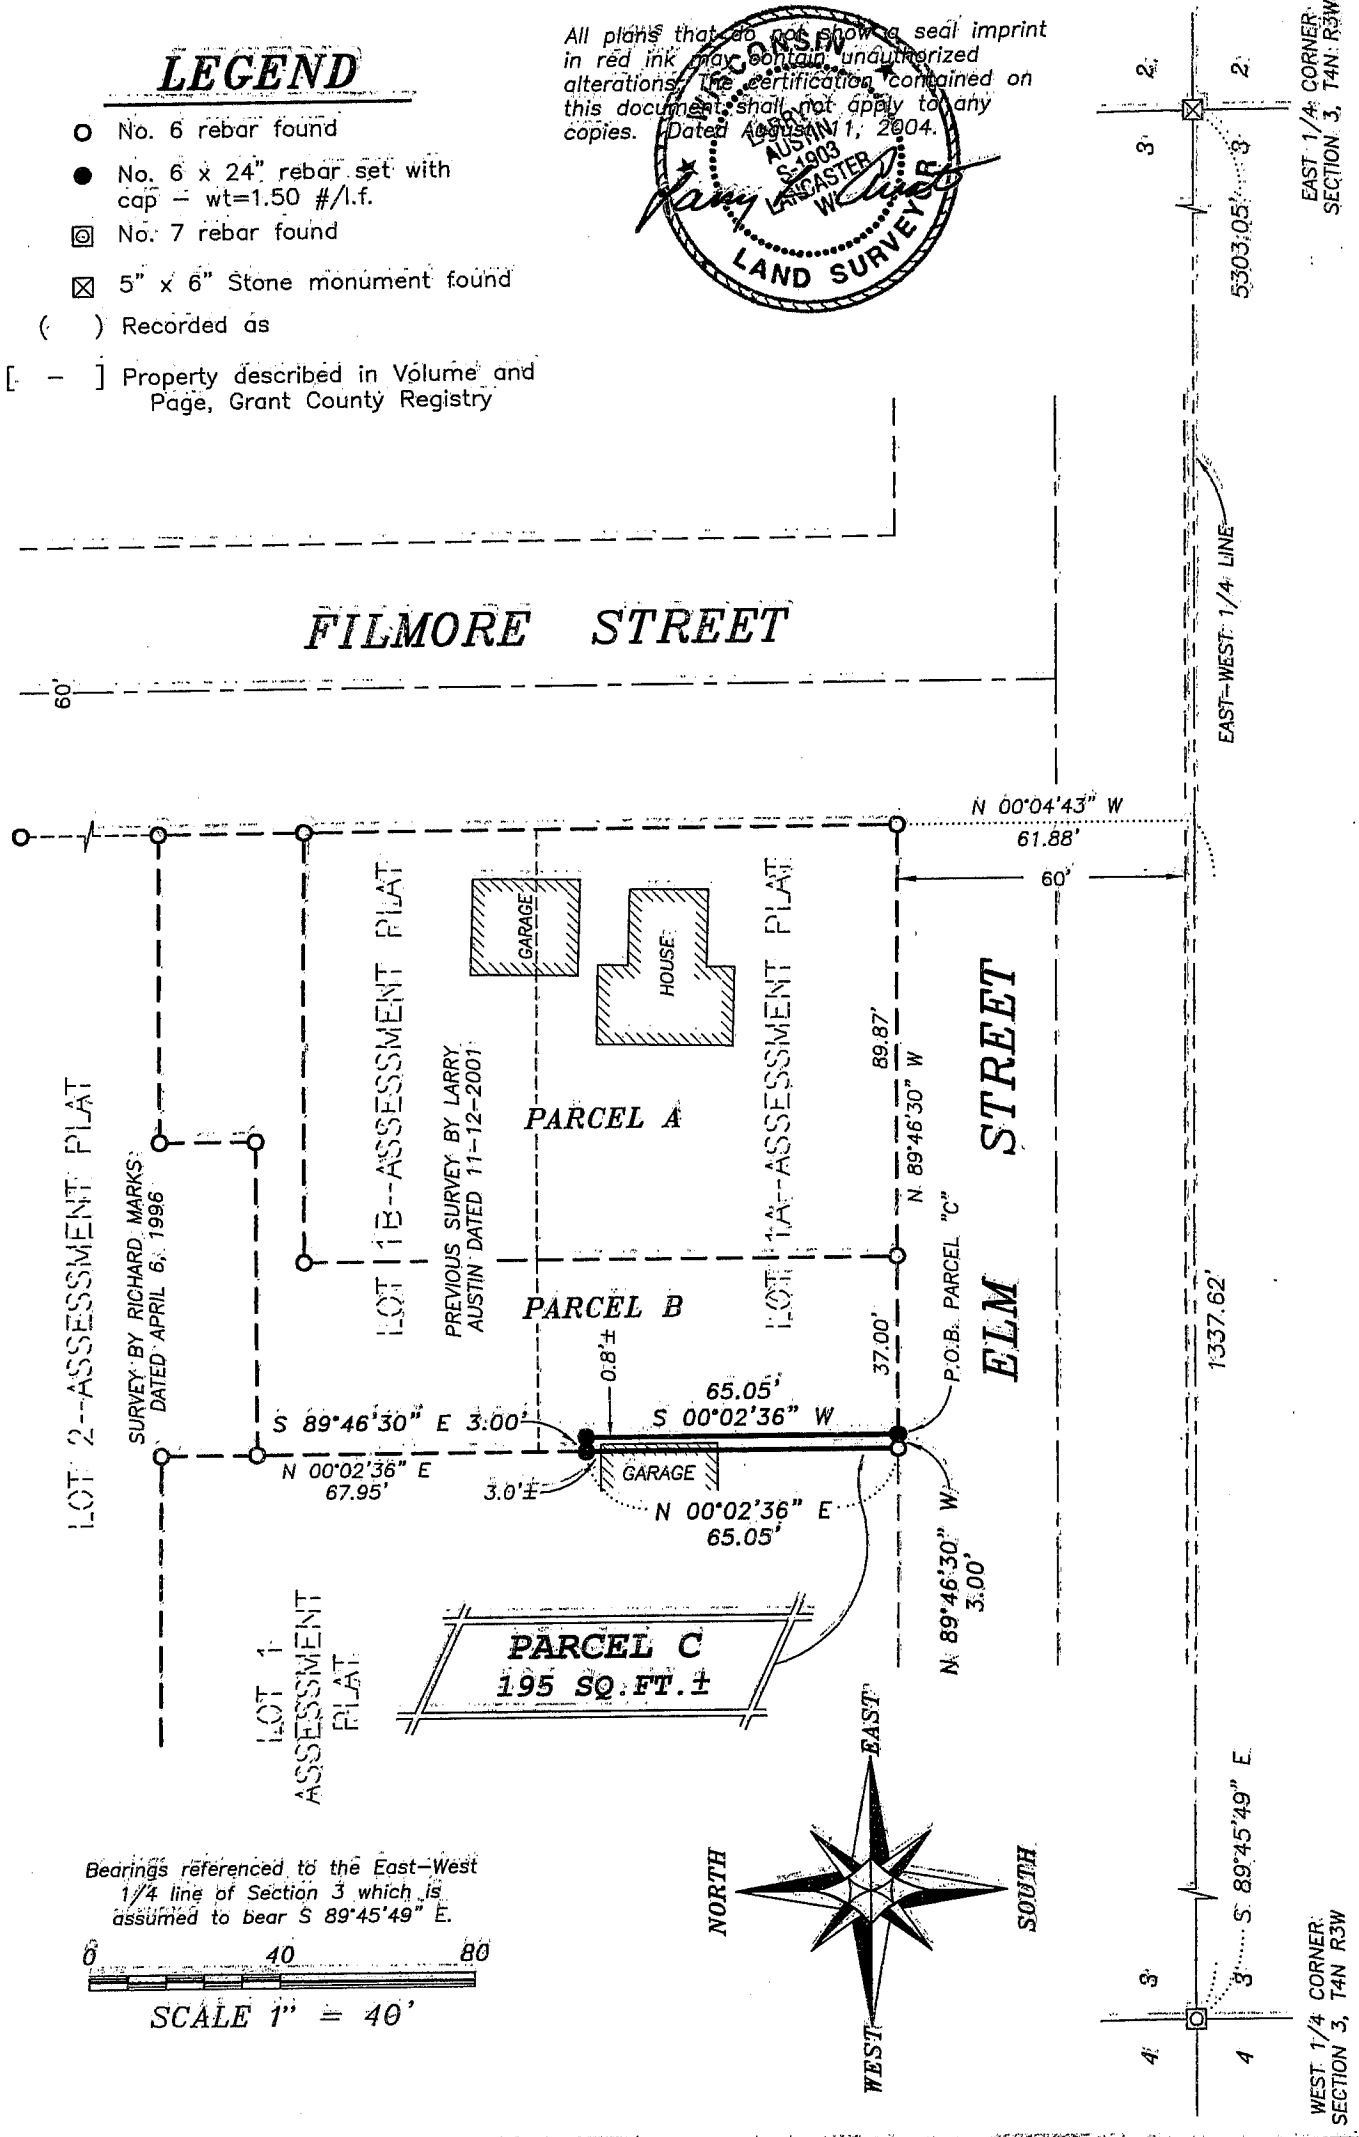 LEGEND
No. 6 rebar found
No. 6 x 24" rebar set with
cap – wt=1.50 #/l.f.
No. 7 rebar found
5" x 6" Stone monument found
( ) Recorded as
[ – ] Property described in Volume and
Page, Grant County Registry
All plans that do not show a seal imprint
in red ink may contain unauthorized
alterations. The certification contained on
this document shall not apply to any
copies. Dated August 11, 2004.
WISCONSIN
LARRY
AUSTIN
S-1903
LANCASTER
WI
LAND SURVEYOR
2 2
3 3
EAST 1/4 CORNER
SECTION 3, T4N R3W
5303.05'
EAST-WEST 1/4 LINE
FILMORE STREET
60'
N 00°04'43" W
61.88'
60'
GARAGE
HOUSE
LOT 1B-ASSESSMENT PLAT
LOT 1A-ASSESSMENT PLAT
PREVIOUS SURVEY BY LARRY
AUSTIN DATED 11-12-2001
PARCEL A
89.87'
N 89°46'30" W
ELM STREET
LOT 2-ASSESSMENT PLAT
SURVEY BY RICHARD MARKS
DATED APRIL 6, 1996
PARCEL B
0.8'±
37.00'
P.O.B. PARCEL "C"
1337.62'
65.05'
S 00°02'36" W
S 89°46'30" E 3.00'
N 00°02'36" E
67.95'
3.0'±
GARAGE
N 00°02'36" E
65.05'
N 89°46'30" W
3.00'
LOT 1
ASSESSMENT
PLAT
PARCEL C
195 SQ.FT.±
EAST
NORTH
SOUTH
WEST
Bearings referenced to the East-West
1/4 line of Section 3 which is
assumed to bear S 89°45'49" E.
0 40 80
SCALE 1" = 40'
S 89°45'49" E
3 3
4 4
WEST 1/4 CORNER
SECTION 3, T4N R3W